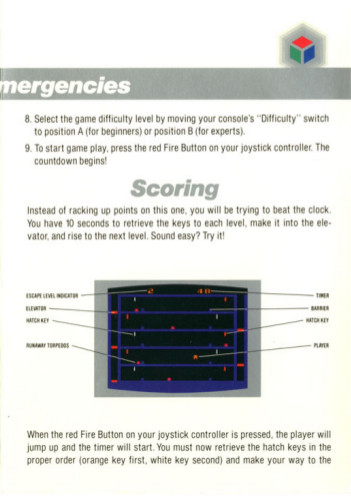 mergencies
8. Select the game difficulty level by moving your console's "Difficulty" switch
to position A (for beginners) or position B (for experts).
9. To start game play, press the red Fire Button on your joystick controller. The
countdown begins!
Scoring
Instead of racking up points on this one, you will be trying to beat the clock.
You have 10 seconds to retrieve the keys to each level, make it into the ele-
vator, and rise to the next level. Sound easy? Try it!
2 40
ESCAPE LEVEL INDICATOR
TIMER
ELEVATOR
BARRIER
HATCH KEY
HATCH KEY
RUNAWAY TORPEDOS
PLAYER
When the red Fire Button on your joystick controller is pressed, the player will
jump up and the timer will start. You must now retrieve the hatch keys in the
proper order (orange key first, white key second) and make your way to the